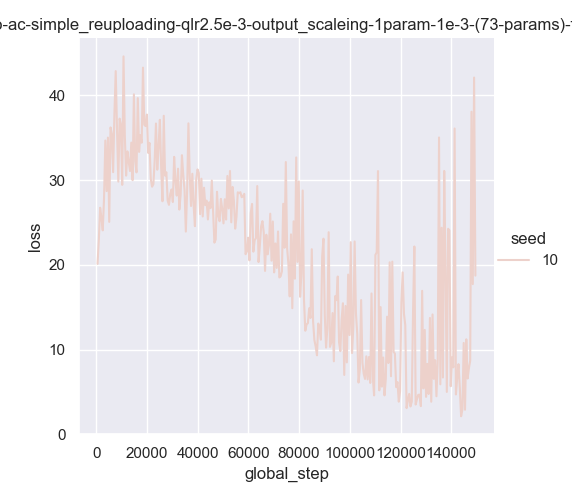 -ac-simple_reuploading-qlr2.5e-3-output_scaleing-1param-1e-3-(73-params)-
loss
40
30
20
10
0
0 20000 40000 60000 80000 100000 120000 140000
global_step
seed
10